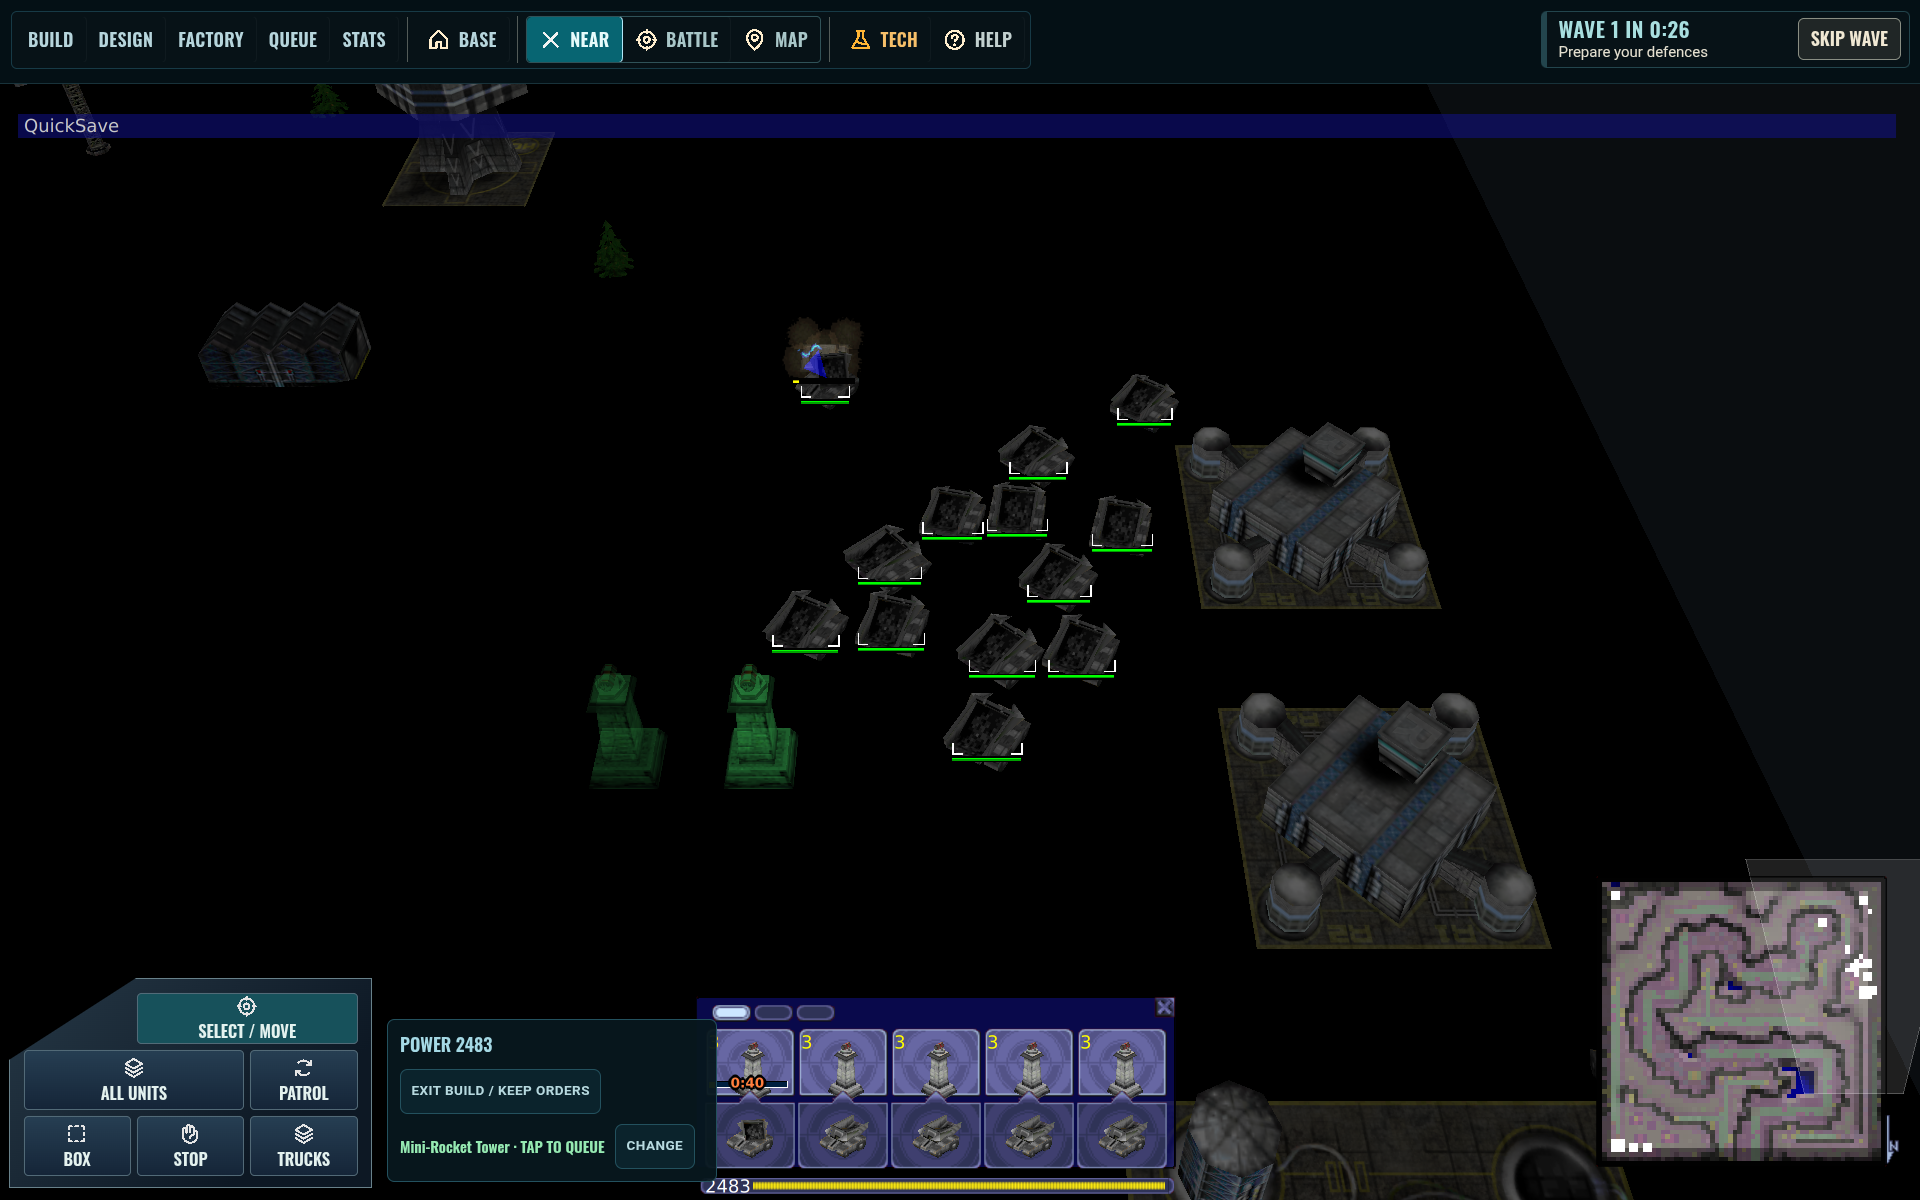 BUILD DESIGN FACTORY QUEUE STATS BASE NEAR BATTLE MAP TECH HELP
WAVE 1 IN 0:26
Prepare your defences
SKIP WAVE
QuickSave
SELECT / MOVE
ALL UNITS
PATROL
BOX
STOP
TRUCKS
POWER 2483
EXIT BUILD / KEEP ORDERS
Mini-Rocket Tower · TAP TO QUEUE
CHANGE
3 3 3 3
0:40
2483
N